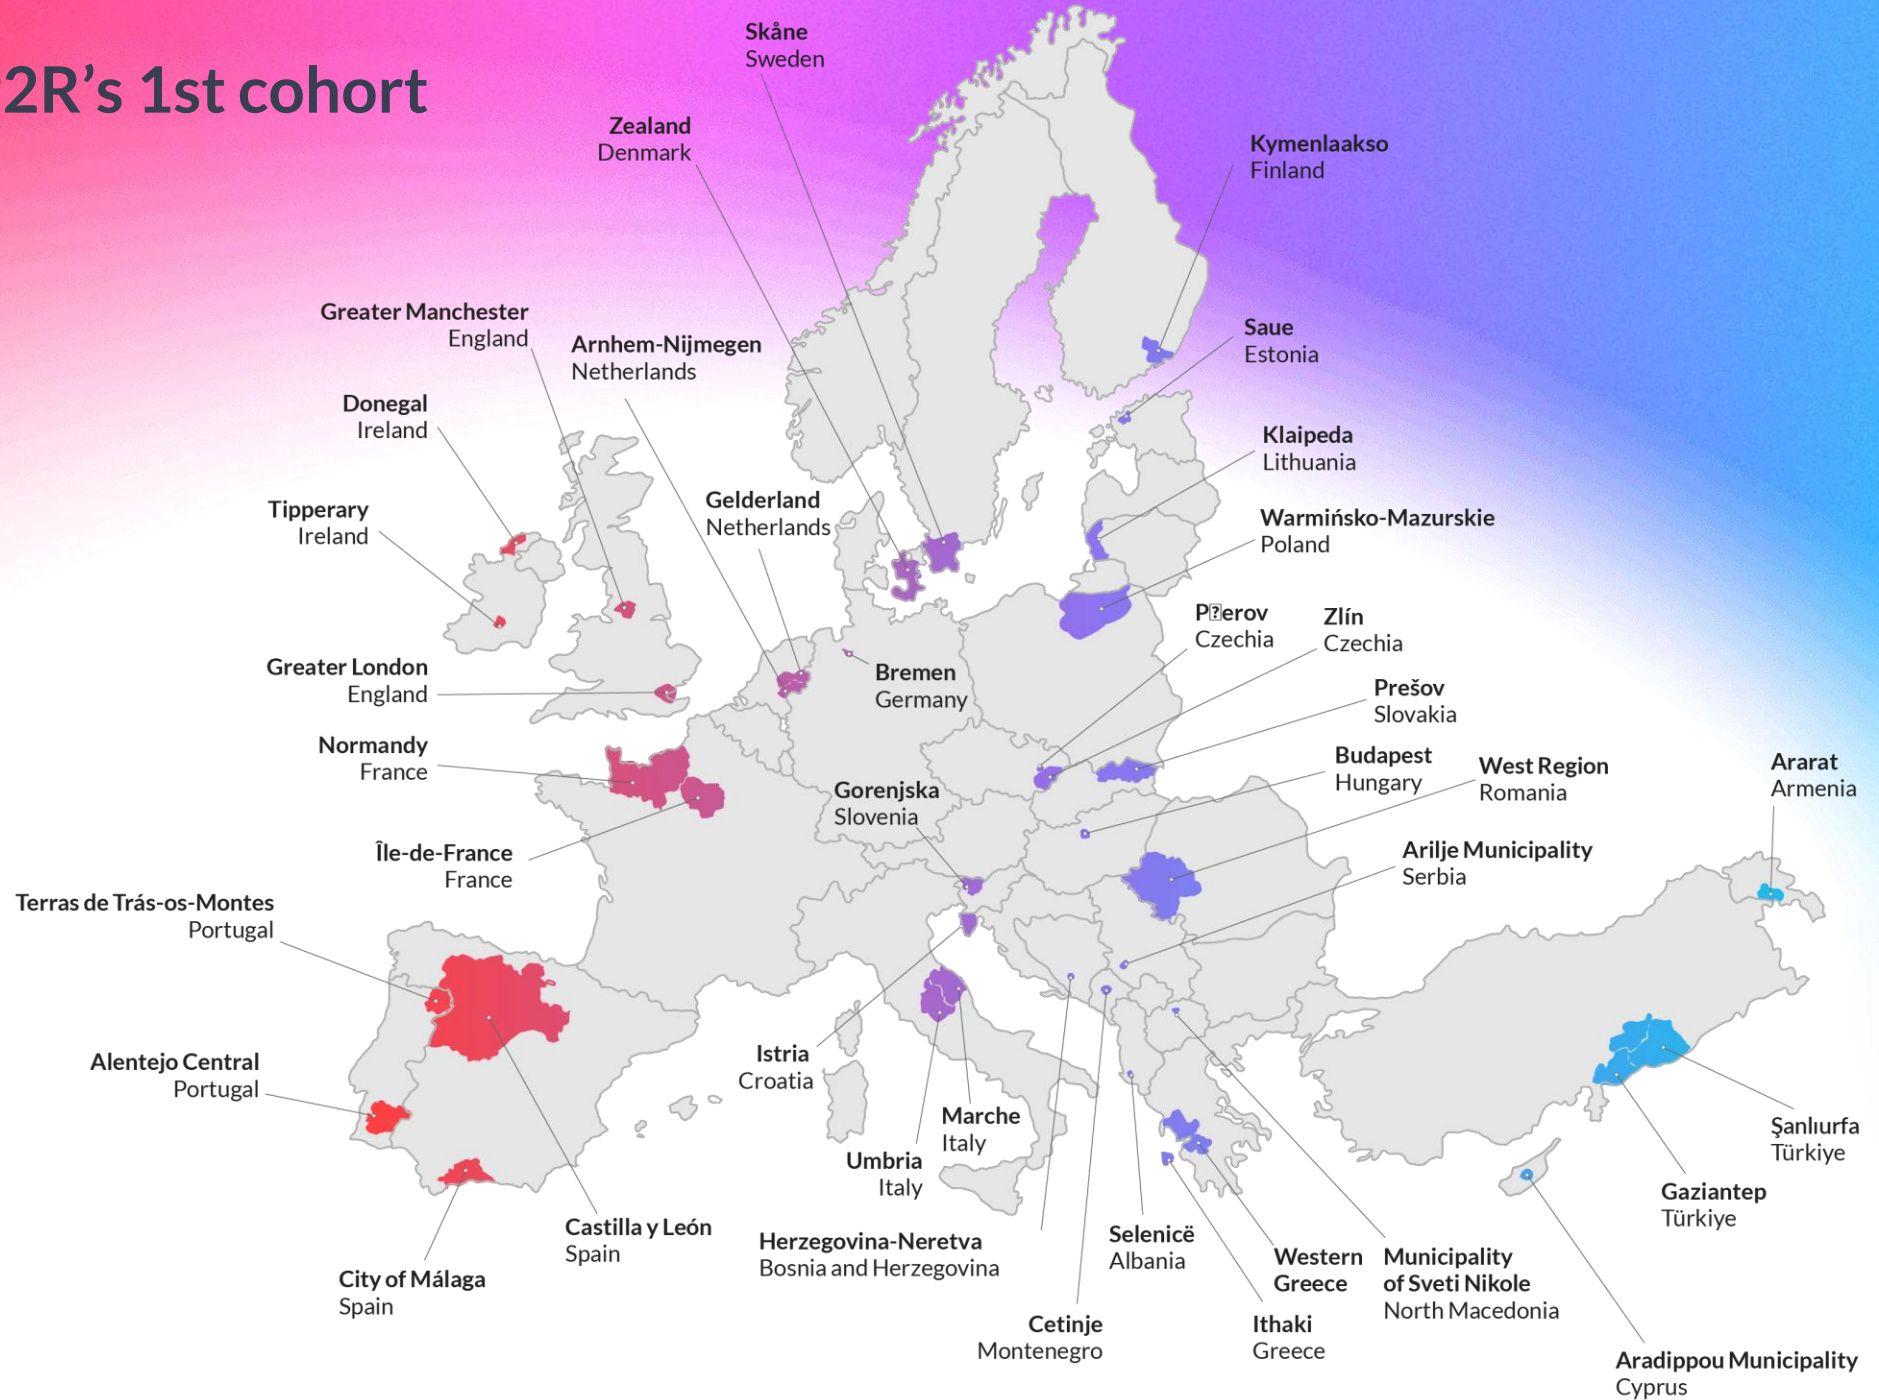 2R’s 1st cohort
Skåne
Sweden
Zealand
Denmark
Kymenlaakso
Finland
Greater Manchester
England
Arnhem-Nijmegen
Netherlands
Saue
Estonia
Donegal
Ireland
Klaipeda
Lithuania
Tipperary
Ireland
Gelderland
Netherlands
Warmińsko-Mazurskie
Poland
P⍰erov
Czechia
Zlín
Czechia
Greater London
England
Bremen
Germany
Prešov
Slovakia
Normandy
France
Budapest
Hungary
West Region
Romania
Ararat
Armenia
Gorenjska
Slovenia
Île-de-France
France
Arilje Municipality
Serbia
Terras de Trás-os-Montes
Portugal
Alentejo Central
Portugal
Istria
Croatia
Marche
Italy
Umbria
Italy
Şanlıurfa
Türkiye
Gaziantep
Türkiye
Castilla y León
Spain
City of Málaga
Spain
Herzegovina-Neretva
Bosnia and Herzegovina
Selenicë
Albania
Western
Greece
Municipality
of Sveti Nikole
North Macedonia
Cetinje
Montenegro
Ithaki
Greece
Aradippou Municipality
Cyprus